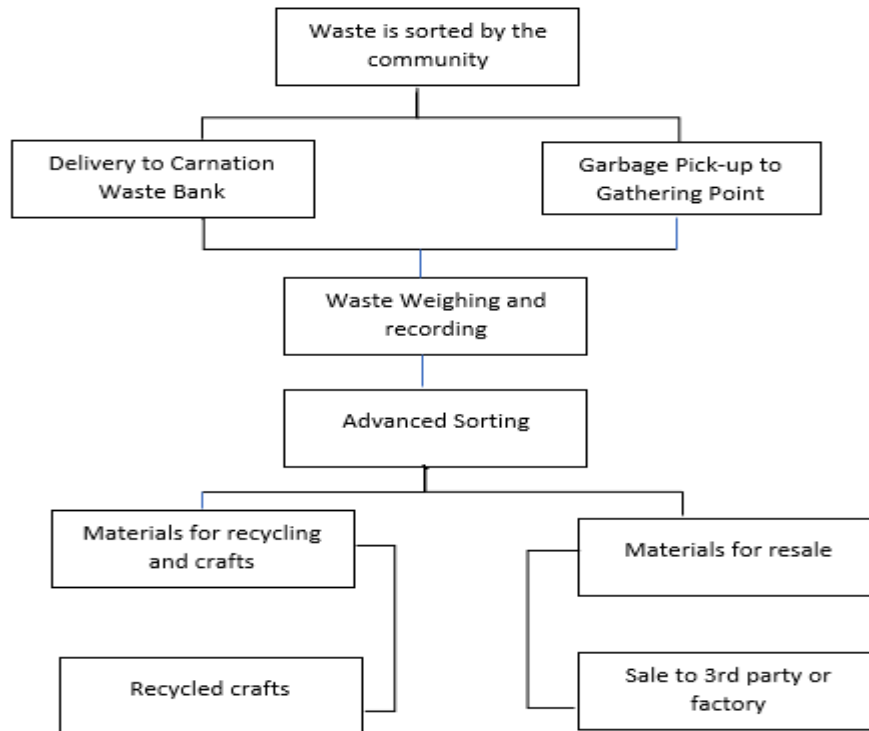 Waste is sorted by the
community
Delivery to Carnation
Waste Bank
Garbage Pick-up to
Gathering Point
Waste Weighing and
recording
Advanced Sorting
Materials for recycling
and crafts
Materials for resale
Recycled crafts
Sale to 3rd party or
factory